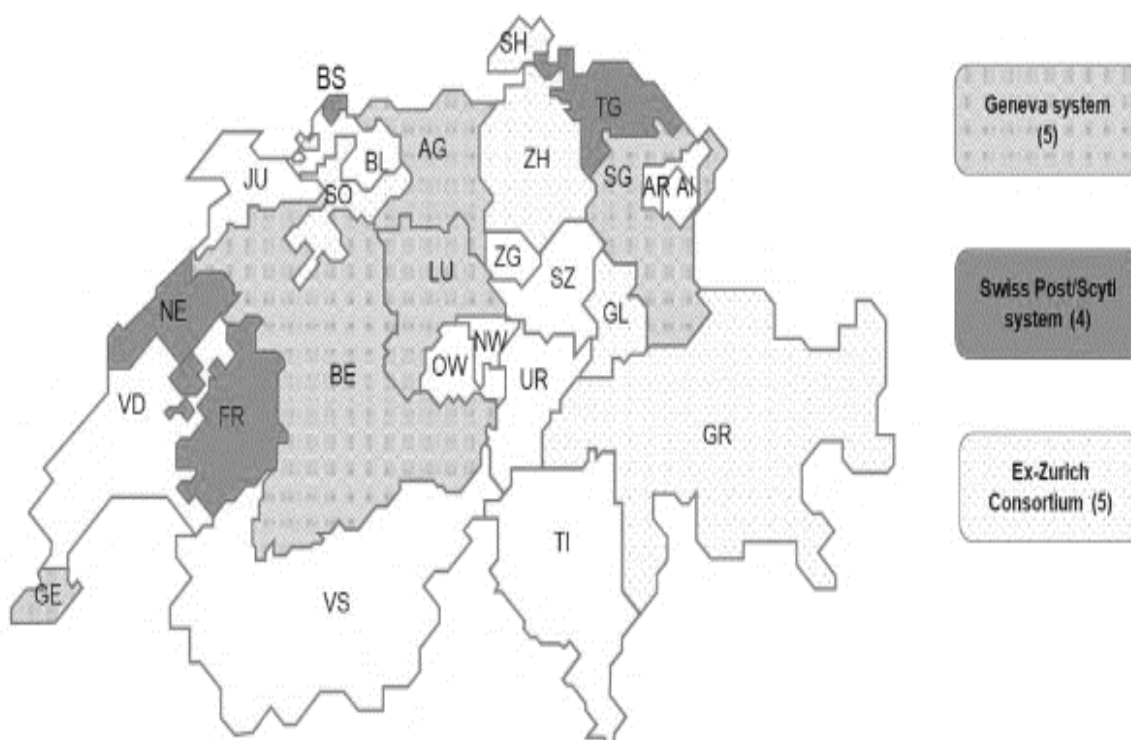 SH
BS
TG
AG
ZH
BL
JU
SG
AR
AI
SO
ZG
SZ
LU
GL
NE
NW
OW
UR
BE
VD
FR
GR
TI
GE
VS
Geneva system
(5)
Swiss Post/Scytl
system (4)
Ex-Zurich
Consortium (5)